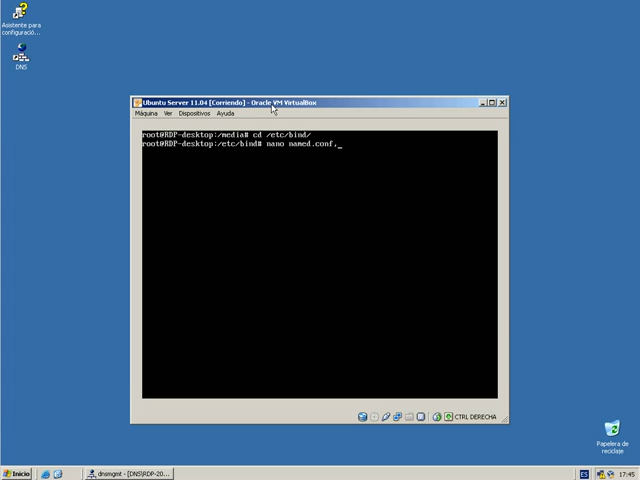 Asistente para
configuració...
DNS
Ubuntu Server 11.04 [Corriendo] - Oracle VM VirtualBox
Máquina Ver Dispositivos Ayuda
root@RDP-desktop:/media# cd /etc/bind/
root@RDP-desktop:/etc/bind# nano named.conf,_
CTRL DERECHA
Papelera de
reciclaje
Inicio
dnsmgmt - [DNS\RDP-20...
ES
17:45